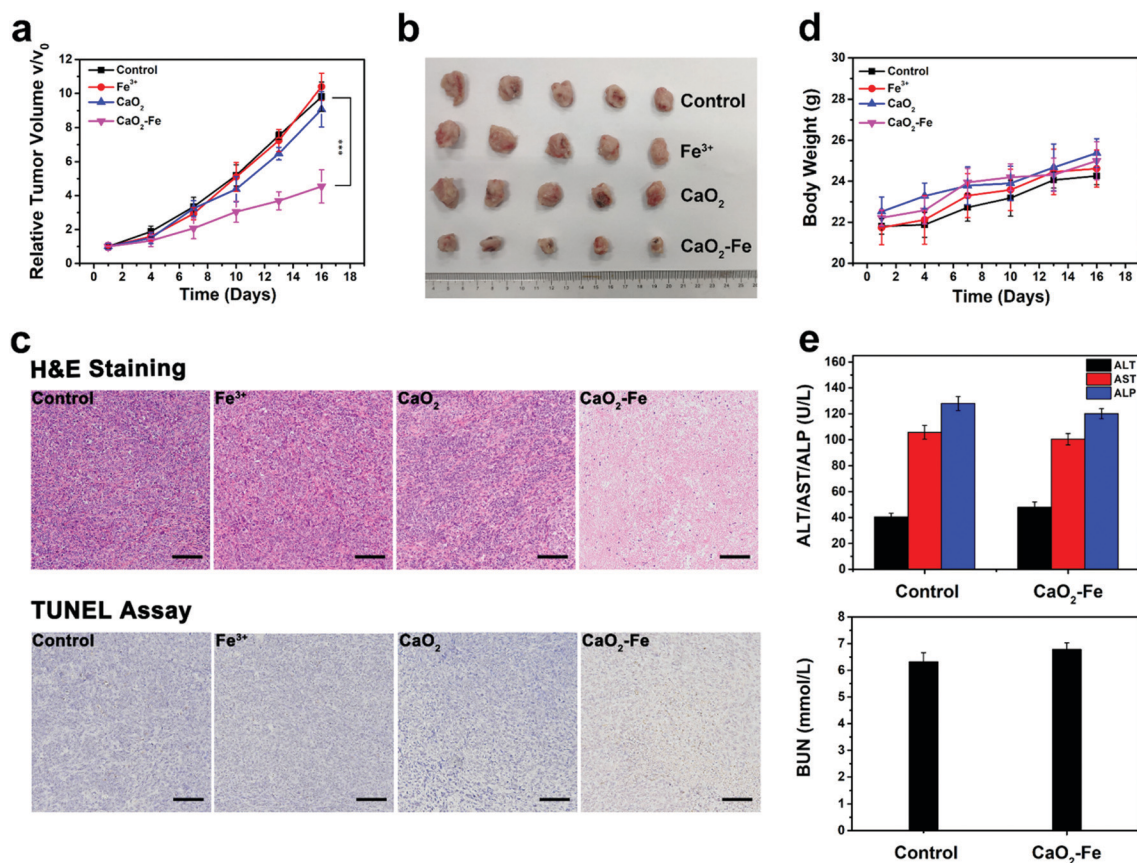 a
Relative Tumor Volume v/v₀
12
10
8
6
4
2
0
0 2 4 6 8 10 12 14 16 18
Time (Days)
Control
Fe³⁺
CaO₂
CaO₂-Fe
***
b
Control
Fe³⁺
CaO₂
CaO₂-Fe
d
Body Weight (g)
26
24
22
20
0 2 4 6 8 10 12 14 16 18
Time (Days)
Control
Fe³⁺
CaO₂
CaO₂-Fe
c
H&E Staining
Control
Fe³⁺
CaO₂
CaO₂-Fe
TUNEL Assay
Control
Fe³⁺
CaO₂
CaO₂-Fe
e
ALT/AST/ALP (U/L)
160
140
120
100
80
60
40
20
0
ALT
AST
ALP
Control CaO₂-Fe
BUN (mmol/L)
7
6
5
4
3
2
1
0
Control CaO₂-Fe